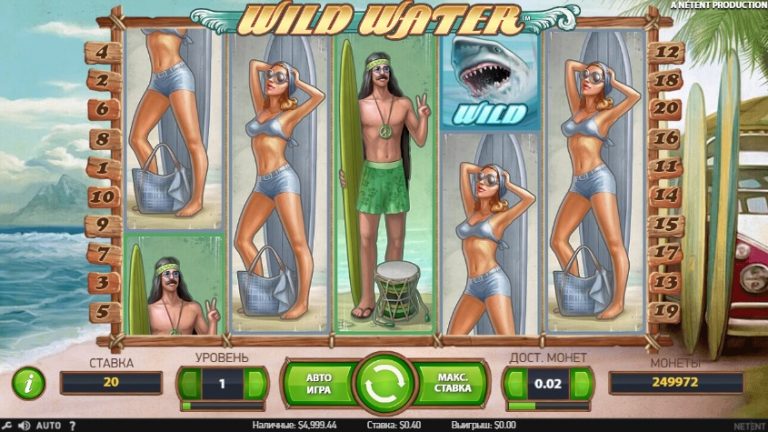 A NETENT PRODUCTION
WILD WATER™
4
2
6
8
1
10
9
7
3
5
WILD
12
18
20
16
11
14
15
17
13
19
СТАВКА
20
УРОВЕНЬ
1
АВТО
ИГРА
МАКС.
СТАВКА
ДОСТ. МОНЕТ
0.02
МОНЕТЫ
249972
i
AUTO ?
Наличные: $4,999.44 Ставка: $0.40 Выигрыш: $0.00
NETENT